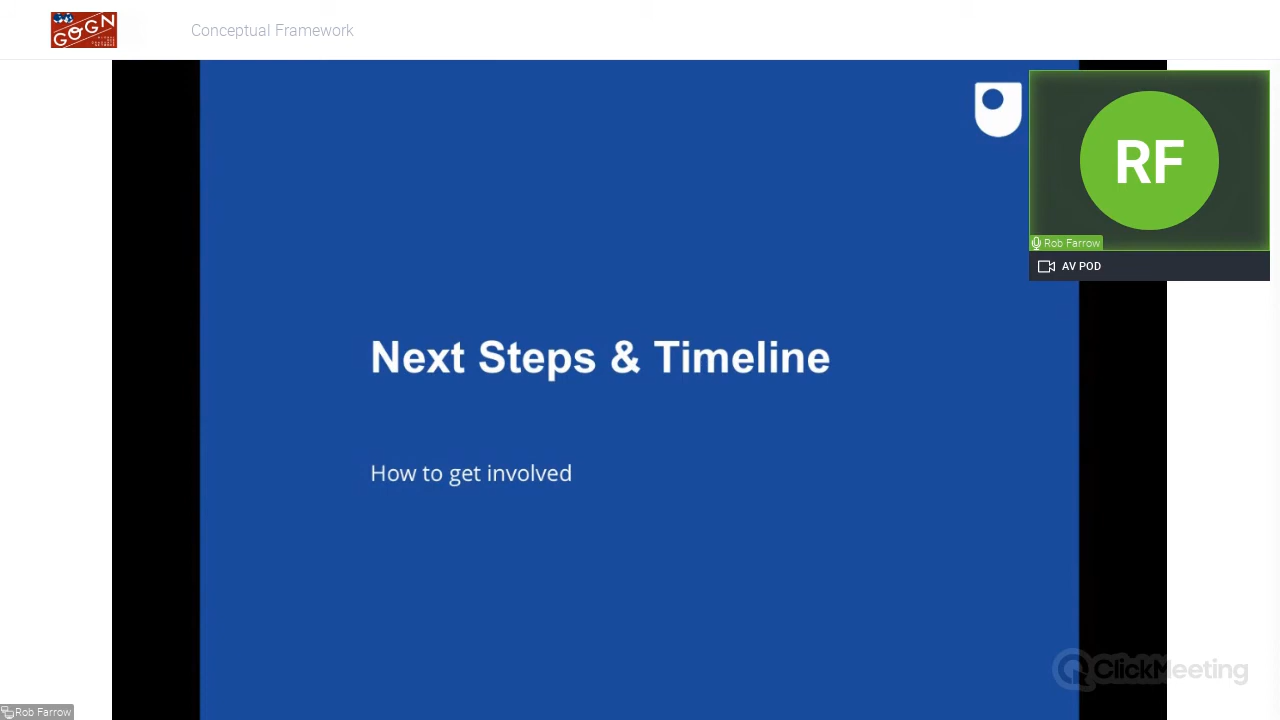 GOGN
Conceptual Framework
RF
Rob Farrow
AV POD
Next Steps & Timeline
How to get involved
ClickMeeting
Rob Farrow